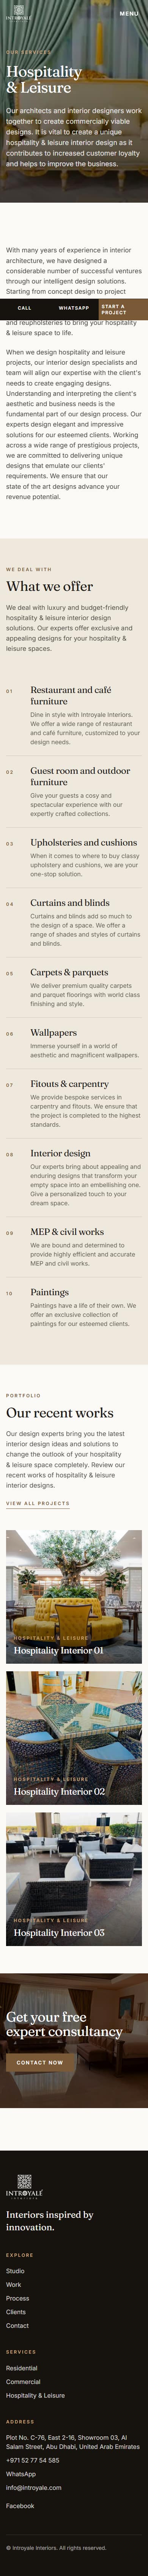 INTROYALE
INTERIORS
MENU
OUR SERVICES
Hospitality
& Leisure
Our architects and interior designers work
together to create commercially viable
designs. It is vital to create a unique
hospitality & leisure interior design as it
contributes to increased customer loyalty
and helps to improve the business.
With many years of experience in interior
architecture, we have designed a
considerable number of successful ventures
through our intelligent design solutions.
Starting from concept design to project
CALL
WHATSAPP
START A
PROJECT
and reupholsteries to bring your hospitality
& leisure space to life.
When we design hospitality and leisure
projects, our interior design specialists and
team will align our expertise with the client's
needs to create engaging designs.
Understanding and interpreting the client's
aesthetic and business needs is the
fundamental part of our design process. Our
experts design elegant and impressive
solutions for our esteemed clients. Working
across a wide range of prestigious projects,
we are committed to delivering unique
designs that emulate our clients'
requirements. We ensure that our
state of the art designs advance your
revenue potential.
WE DEAL WITH
What we offer
We deal with luxury and budget-friendly
hospitality & leisure interior design
solutions. Our experts offer exclusive and
appealing designs for your hospitality &
leisure spaces.
01
Restaurant and café
furniture
Dine in style with Introyale Interiors.
We offer a wide range of restaurant
and café furniture, customized to your
design needs.
02
Guest room and outdoor
furniture
Give your guests a cosy and
spectacular experience with our
expertly crafted collections.
03
Upholsteries and cushions
When it comes to where to buy classy
upholstery and cushions, we are your
one-stop solution.
04
Curtains and blinds
Curtains and blinds add so much to
the design of a space. We offer a
range of shades and styles of curtains
and blinds.
05
Carpets & parquets
We deliver premium quality carpets
and parquet floorings with world class
finishing and style.
06
Wallpapers
Immerse yourself in a world of
aesthetic and magnificent wallpapers.
07
Fitouts & carpentry
We provide bespoke services in
carpentry and fitouts. We ensure that
the project is completed to the highest
standards.
08
Interior design
Our experts bring about appealing and
enduring designs that transform your
empty space into an embellishing one.
Give a personalized touch to your
dream space.
09
MEP & civil works
We are bound and determined to
provide highly efficient and accurate
MEP and civil works.
10
Paintings
Paintings have a life of their own. We
offer an exclusive collection of
paintings for our esteemed clients.
PORTFOLIO
Our recent works
Our design experts bring you the latest
interior design ideas and solutions to
change the outlook of your hospitality
& leisure space completely. Review our
recent works of hospitality & leisure
interior designs.
VIEW ALL PROJECTS
HOSPITALITY & LEISURE
Hospitality Interior 01
HOSPITALITY & LEISURE
Hospitality Interior 02
HOSPITALITY & LEISURE
Hospitality Interior 03
Get your free
expert consultancy
CONTACT NOW
INTROYALE
INTERIORS
Interiors inspired by
innovation.
EXPLORE
Studio
Work
Process
Clients
Contact
SERVICES
Residential
Commercial
Hospitality & Leisure
ADDRESS
Plot No. C-76, East 2-16, Showroom 03, Al
Salam Street, Abu Dhabi, United Arab Emirates
+971 52 77 54 585
WhatsApp
info@introyale.com
Facebook
© Introyale Interiors. All rights reserved.